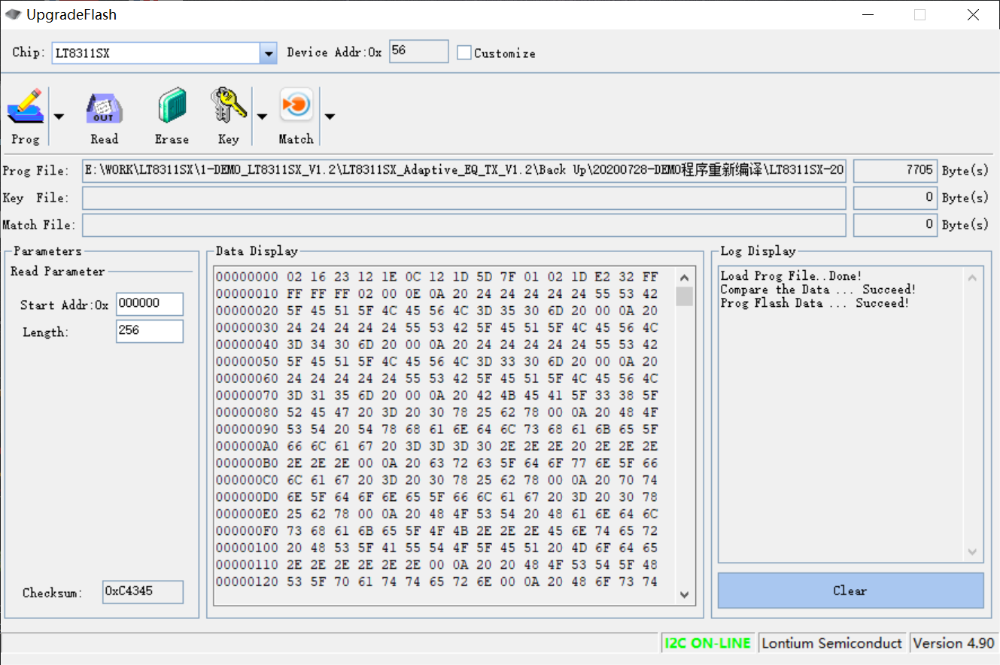 UpgradeFlash
Chip: LT8311SX Device Addr:0x 56 Customize
Prog Read Erase Key Match
Prog File: E:\WORK\LT8311SX\1-DEMO_LT8311SX_V1.2\LT8311SX_Adaptive_EQ_TX_V1.2\Back Up\20200728-DEMO程序重新编译\LT8311SX-20 7705 Byte(s)
Key File: 0 Byte(s)
Match File: 0 Byte(s)
Parameters
Read Parameter
Start Addr:0x 000000
Length: 256
Checksum: 0xC4345
Data Display
00000000 02 16 23 12 1E 0C 12 1D 5D 7F 01 02 1D E2 32 FF
00000010 FF FF FF 02 00 0E 0A 20 24 24 24 24 24 55 53 42
00000020 5F 45 51 5F 4C 45 56 4C 3D 35 30 6D 20 00 0A 20
00000030 24 24 24 24 24 55 53 42 5F 45 51 5F 4C 45 56 4C
00000040 3D 34 30 6D 20 00 0A 20 24 24 24 24 24 55 53 42
00000050 5F 45 51 5F 4C 45 56 4C 3D 33 30 6D 20 00 0A 20
00000060 24 24 24 24 24 55 53 42 5F 45 51 5F 4C 45 56 4C
00000070 3D 31 35 6D 20 00 0A 20 42 4B 45 41 5F 33 38 5F
00000080 52 45 47 20 3D 20 30 78 25 62 78 00 0A 20 48 4F
00000090 53 54 20 54 78 68 61 6E 64 6C 73 68 61 6B 65 5F
000000A0 66 6C 61 67 20 3D 3D 3D 30 2E 2E 2E 20 2E 2E 2E
000000B0 2E 2E 2E 00 0A 20 63 72 63 5F 64 6F 77 6E 5F 66
000000C0 6C 61 67 20 3D 20 30 78 25 62 78 00 0A 20 70 74
000000D0 6E 5F 64 6F 6E 65 5F 66 6C 61 67 20 3D 20 30 78
000000E0 25 62 78 00 0A 20 48 4F 53 54 20 48 61 6E 64 6C
000000F0 73 68 61 6B 65 5F 4F 4B 2E 2E 2E 45 6E 74 65 72
00000100 20 48 53 5F 41 55 54 4F 5F 45 51 20 4D 6F 64 65
00000110 2E 2E 2E 2E 2E 2E 00 0A 20 20 48 4F 53 54 5F 48
00000120 53 5F 70 61 74 74 65 72 6E 00 0A 20 48 6F 73 74
Log Display
Load Prog File..Done!
Compare the Data ... Succeed!
Prog Flash Data ... Succeed!
Clear
I2C ON-LINE Lontium Semiconduct Version 4.90